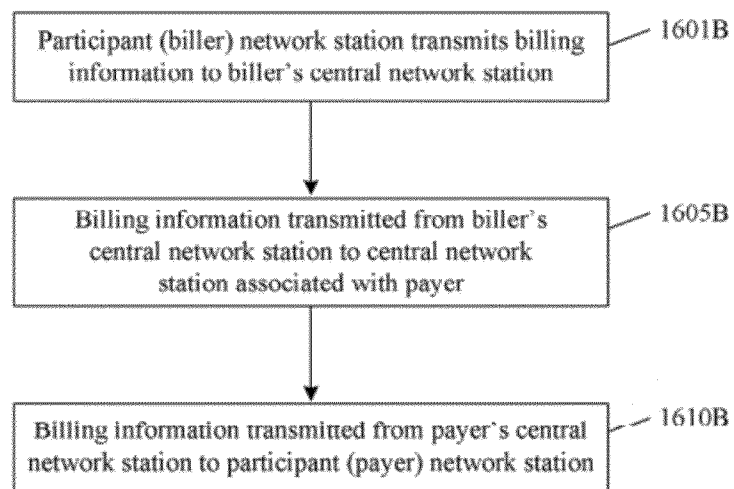 Participant (biller) network station transmits billing
information to biller's central network station
1601B
Billing information transmitted from biller's
central network station to central network
station associated with payer
1605B
Billing information transmitted from payer's central
network station to participant (payer) network station
1610B